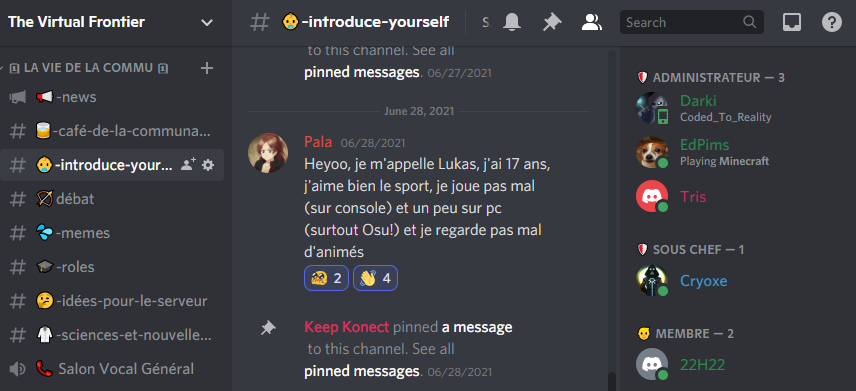 The Virtual Frontier
LA VIE DE LA COMMU
-news
-café-de-la-communa...
-introduce-your...
débat
-memes
-roles
-idées-pour-le-serveur
-sciences-et-nouvelle...
Salon Vocal Général
-introduce-yourself
S
Search
to this channel. See all
pinned messages. 06/27/2021
June 28, 2021
Pala 06/28/2021
Heyoo, je m'appelle Lukas, j'ai 17 ans,
j'aime bien le sport, je joue pas mal
(sur console) et un peu sur pc
(surtout Osu!) et je regarde pas mal
d'animés
2 4
Keep Konect pinned a message
to this channel. See all
pinned messages. 06/28/2021
ADMINISTRATEUR — 3
Darki
Coded_To_Reality
EdPims
Playing Minecraft
Tris
SOUS CHEF — 1
Cryoxe
MEMBRE — 2
22H22